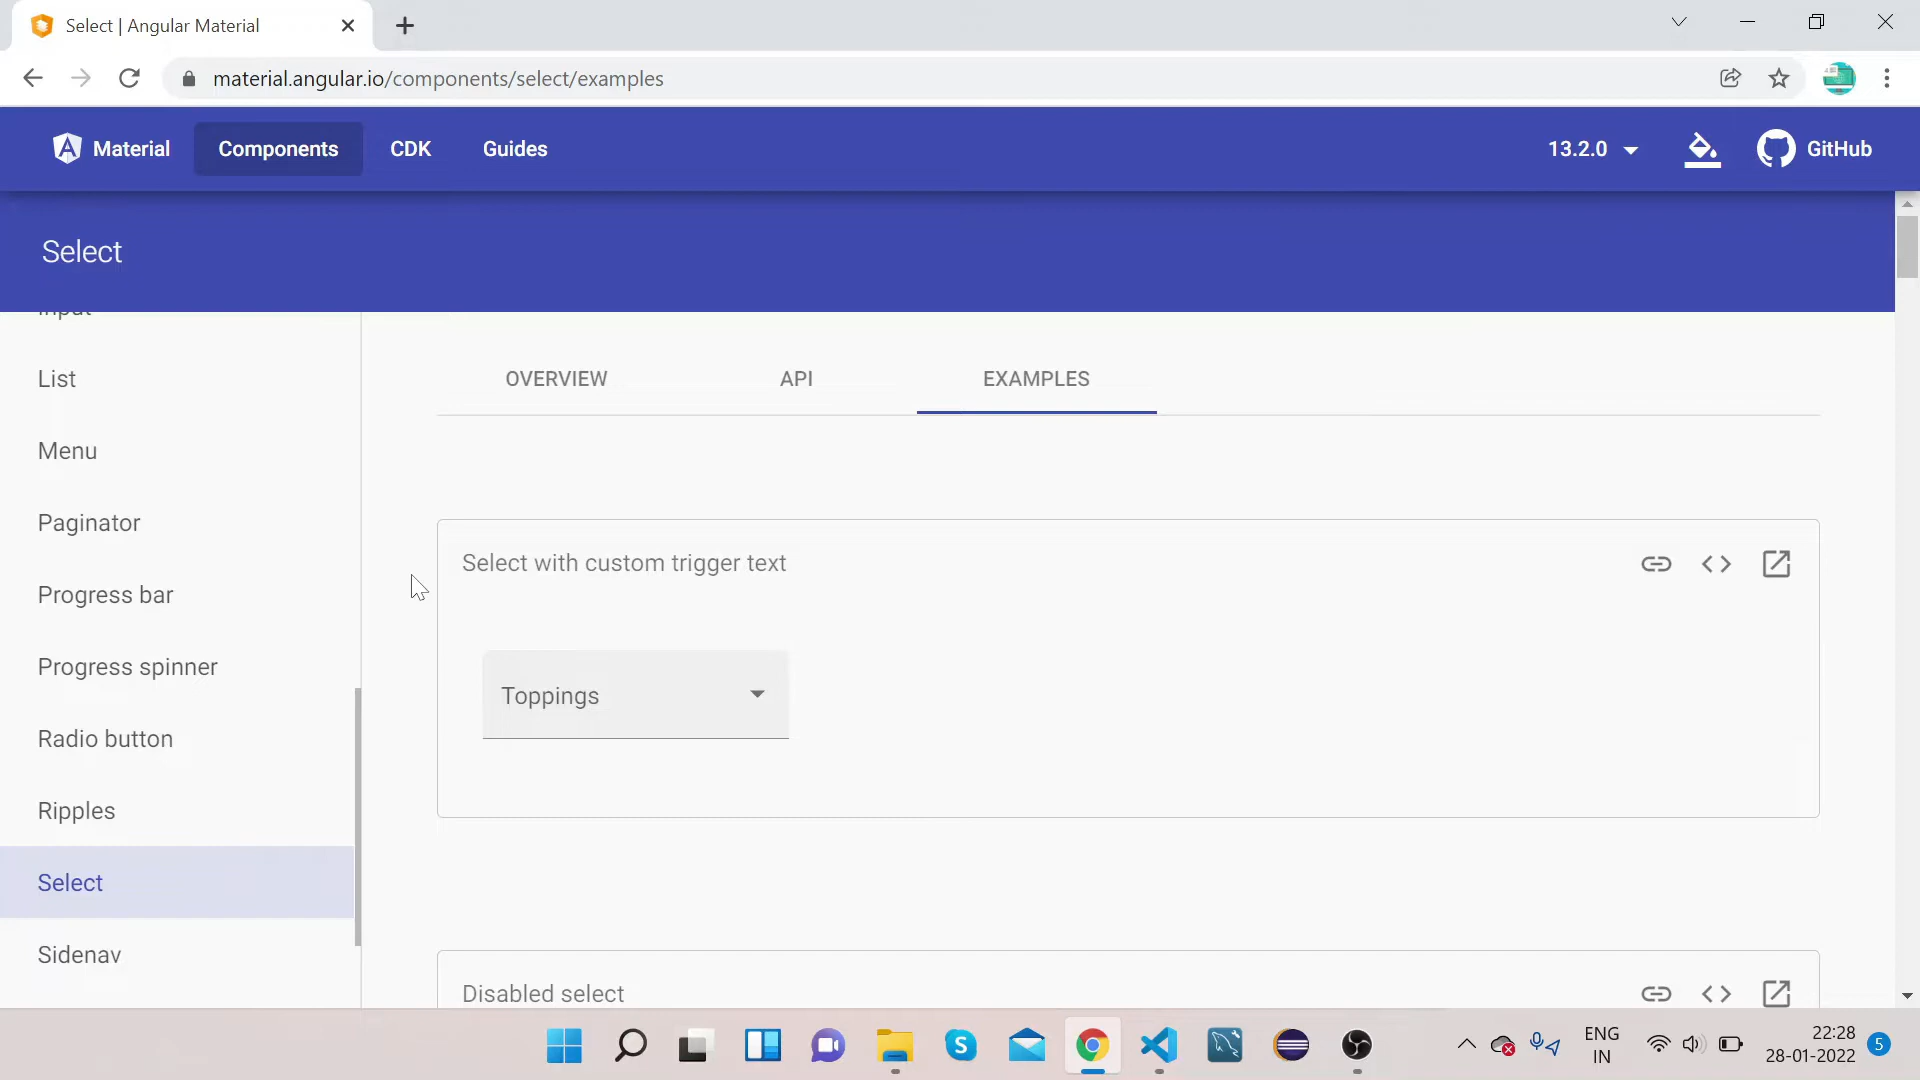 Select | Angular Material
material.angular.io/components/select/examples
Material
Components
CDK
Guides
13.2.0
GitHub
Select
Input
List
Menu
Paginator
Progress bar
Progress spinner
Radio button
Ripples
Select
Sidenav
OVERVIEW
API
EXAMPLES
Select with custom trigger text
Toppings
Disabled select
ENG
IN
22:28
28-01-2022
5